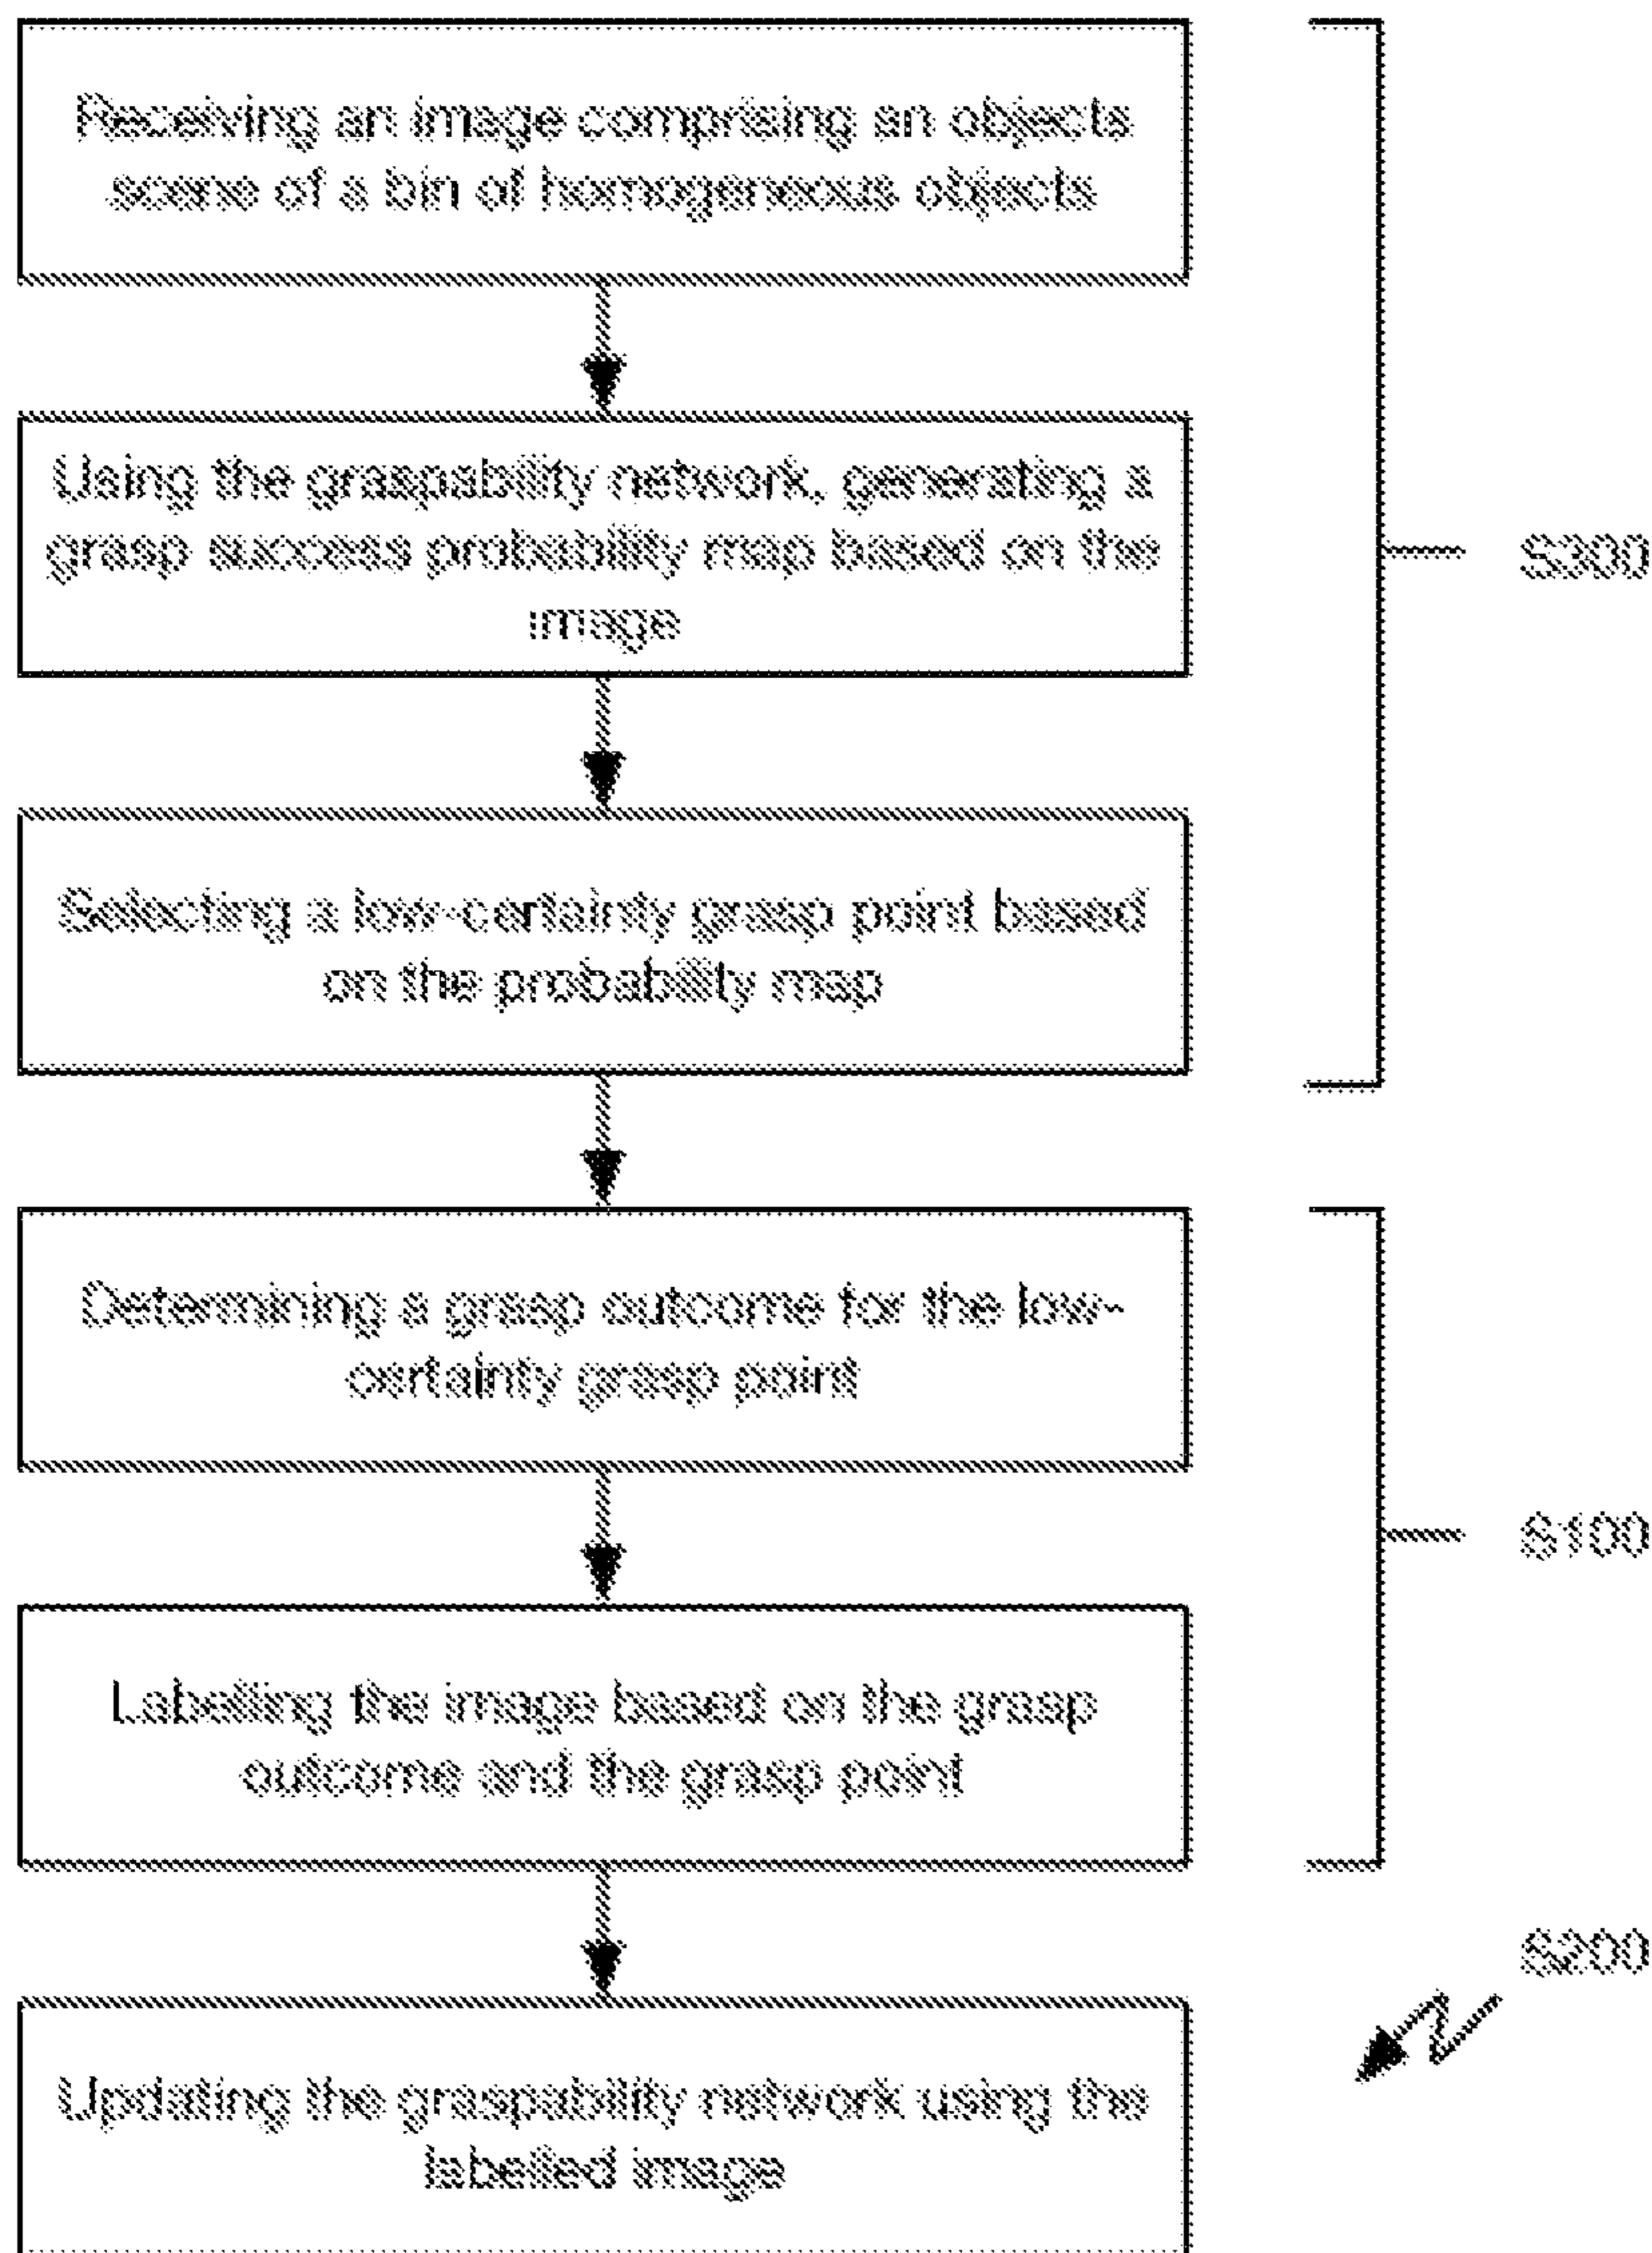 Receiving an image comprising an objects
scene of a bin of homogeneous objects
Using the graspability network, generating a
grasp success probability map based on the
image
S300
Selecting a low-certainty grasp point based
on the probability map
Determining a grasp outcome for the low-
certainty grasp point
S100
Labelling the image based on the grasp
outcome and the grasp point
S200
Updating the graspability network using the
labelled image